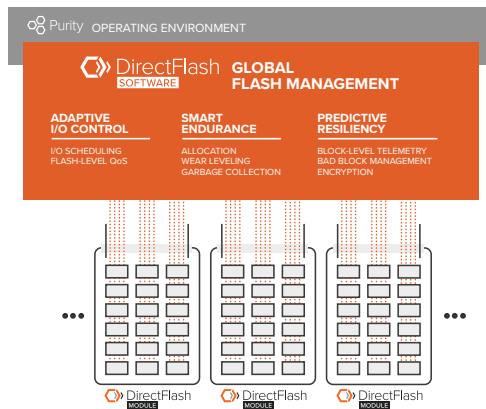 Purity OPERATING ENVIRONMENT
DirectFlash
SOFTWARE
GLOBAL
FLASH MANAGEMENT
ADAPTIVE
I/O CONTROL
I/O SCHEDULING
FLASH-LEVEL QoS
SMART
ENDURANCE
ALLOCATION
WEAR LEVELING
GARBAGE COLLECTION
PREDICTIVE
RESILIENCY
BLOCK-LEVEL TELEMETRY
BAD BLOCK MANAGEMENT
ENCRYPTION
DirectFlash
MODULE
DirectFlash
MODULE
DirectFlash
MODULE